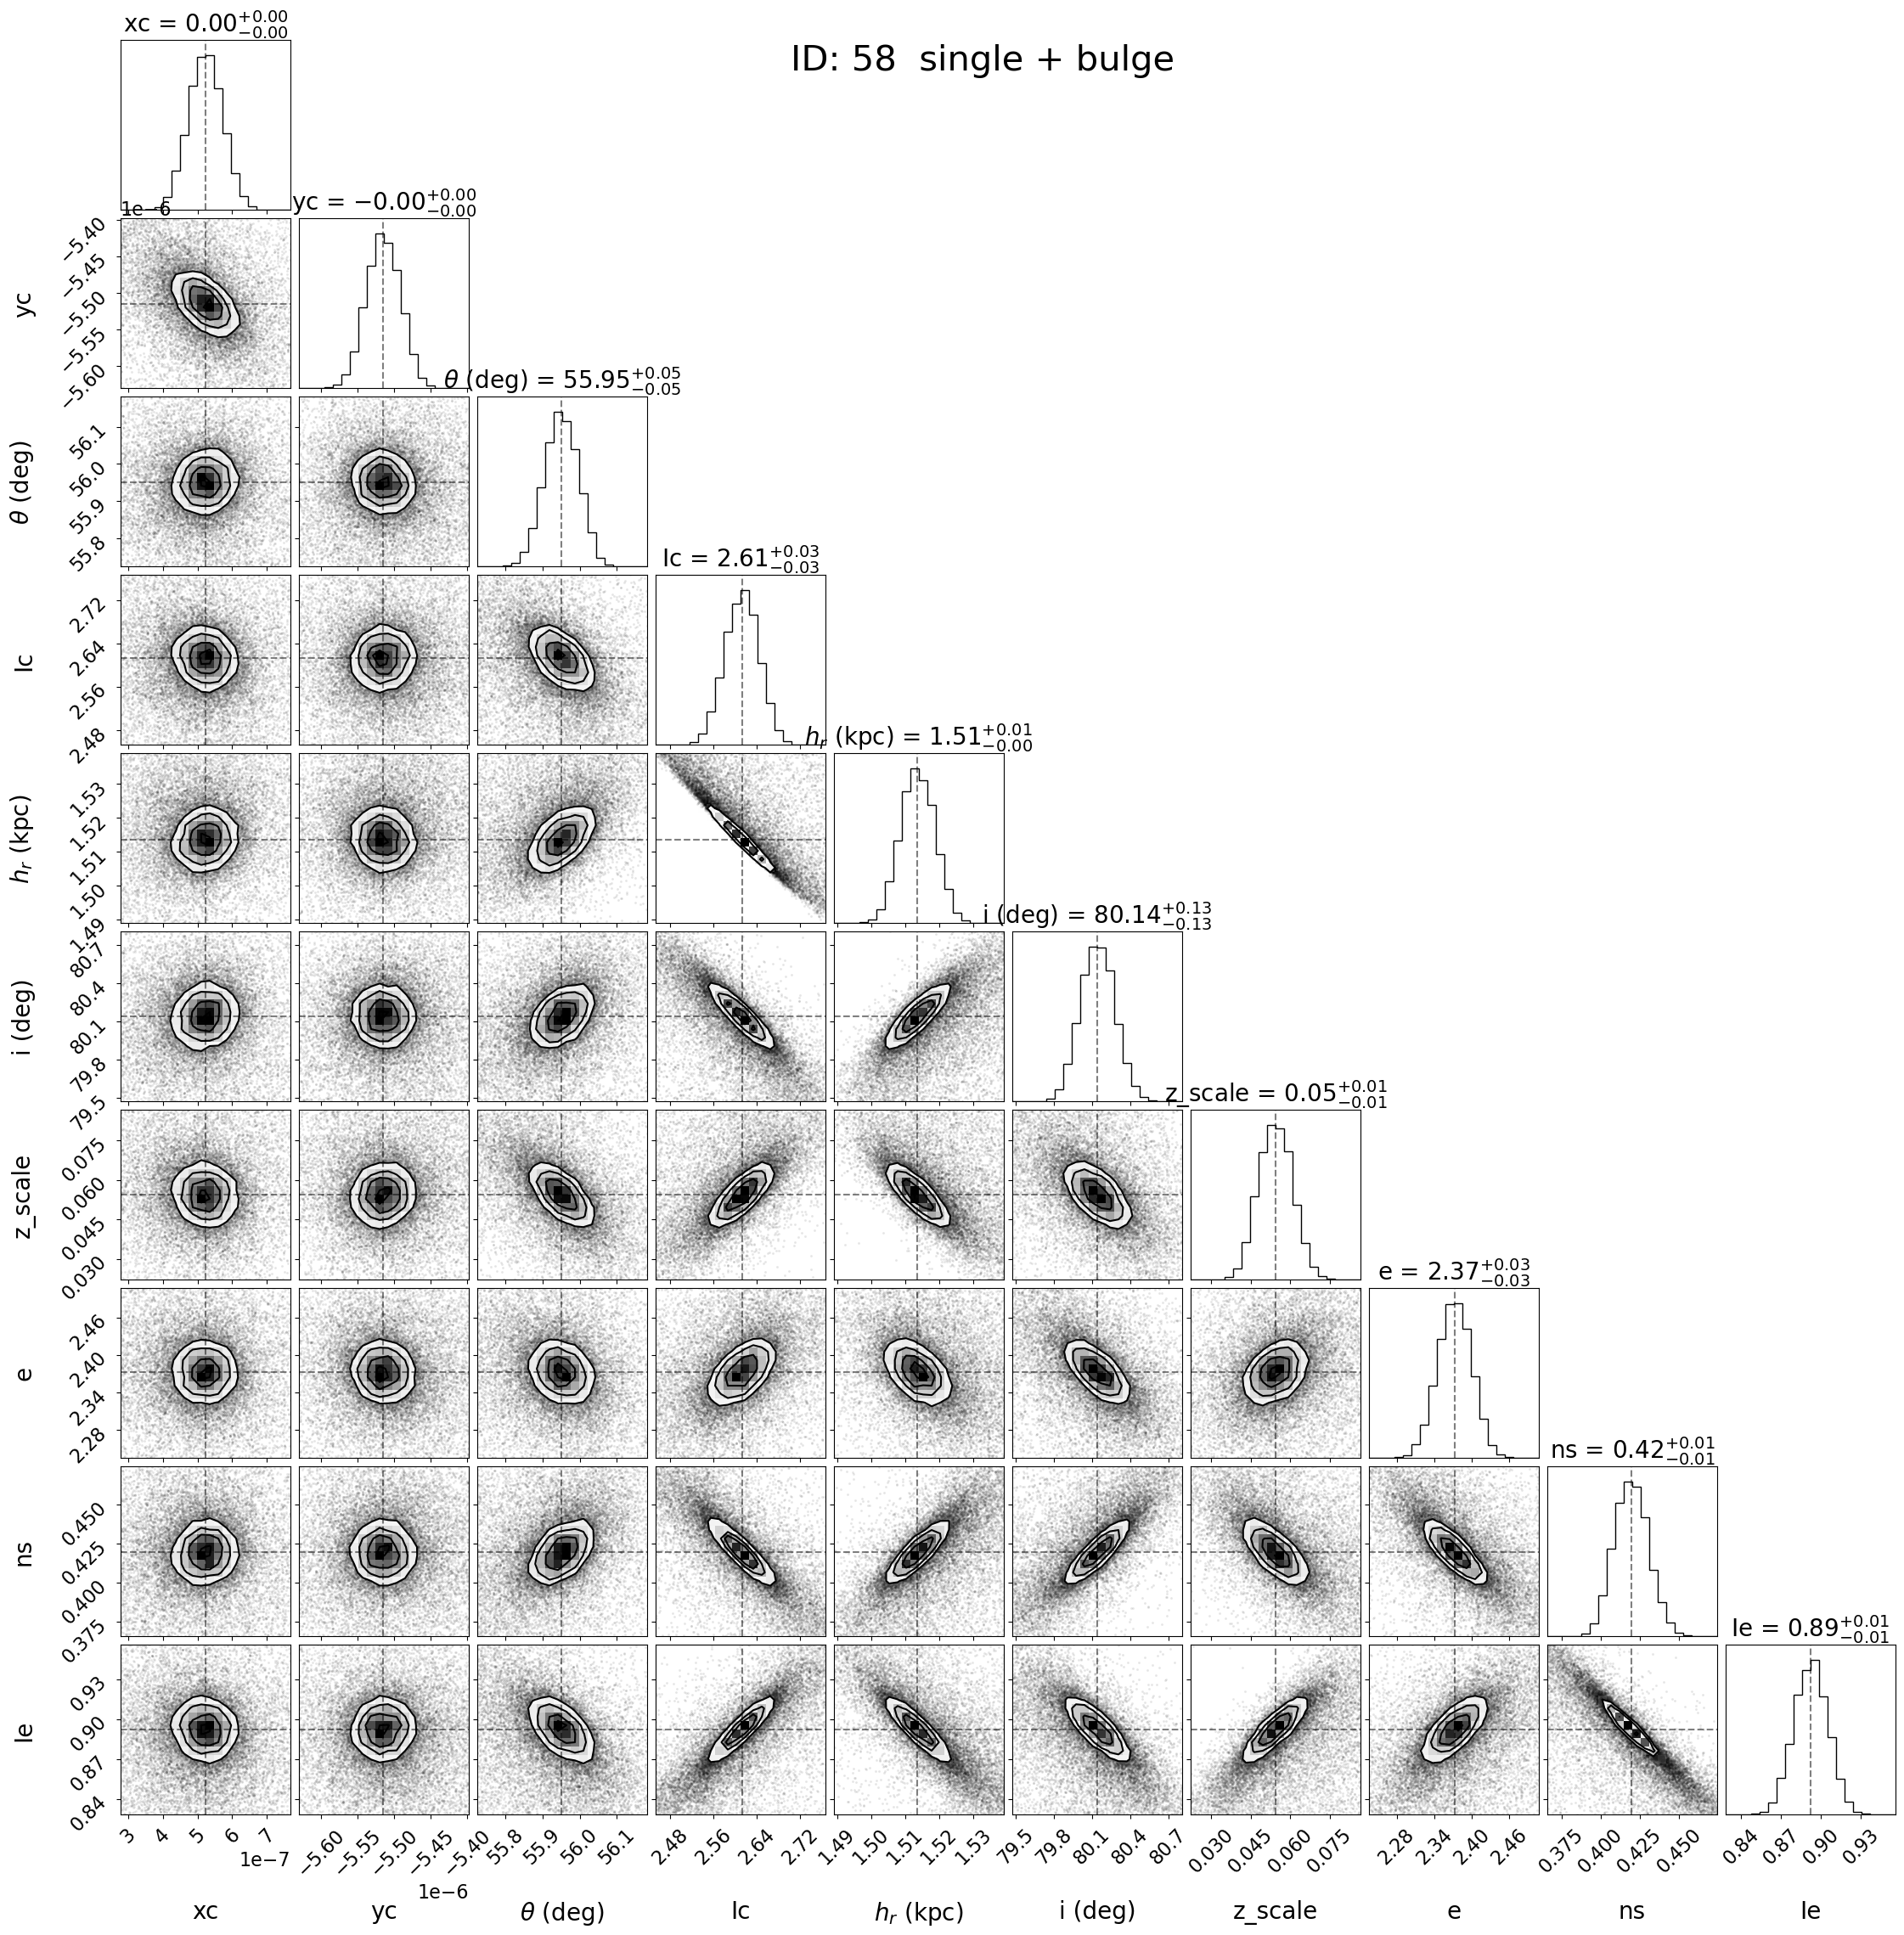 xc = 0.00+0.00 −0.00
ID: 58 single + bulge
1e−6
yc = −0.00+0.00 −0.00
yc
−5.40
−5.45
−5.50
−5.55
−5.60
θ (deg) = 55.95+0.05 −0.05
θ (deg)
56.1
56.0
55.9
55.8
Ic = 2.61+0.03 −0.03
Ic
2.72
2.64
2.56
2.48
h_r (kpc) = 1.51+0.01 −0.00
h_r (kpc)
1.53
1.52
1.51
1.50
1.49
i (deg) = 80.14+0.13 −0.13
i (deg)
80.7
80.4
80.1
79.8
79.5
z_scale = 0.05+0.01 −0.01
z_scale
0.075
0.060
0.045
0.030
e = 2.37+0.03 −0.03
e
2.46
2.40
2.34
2.28
ns = 0.42+0.01 −0.01
ns
0.450
0.425
0.400
0.375
Ie = 0.89+0.01 −0.01
Ie
0.93
0.90
0.87
0.84
3 4 5 6 7
1e−7
−5.60 −5.55 −5.50 −5.45 −5.40
1e−6
55.8 55.9 56.0 56.1
2.48 2.56 2.64 2.72
1.49 1.50 1.51 1.52 1.53
79.5 79.8 80.1 80.4 80.7
0.030 0.045 0.060 0.075
2.28 2.34 2.40 2.46
0.375 0.400 0.425 0.450
0.84 0.87 0.90 0.93
xc yc θ (deg) Ic h_r (kpc) i (deg) z_scale e ns Ie